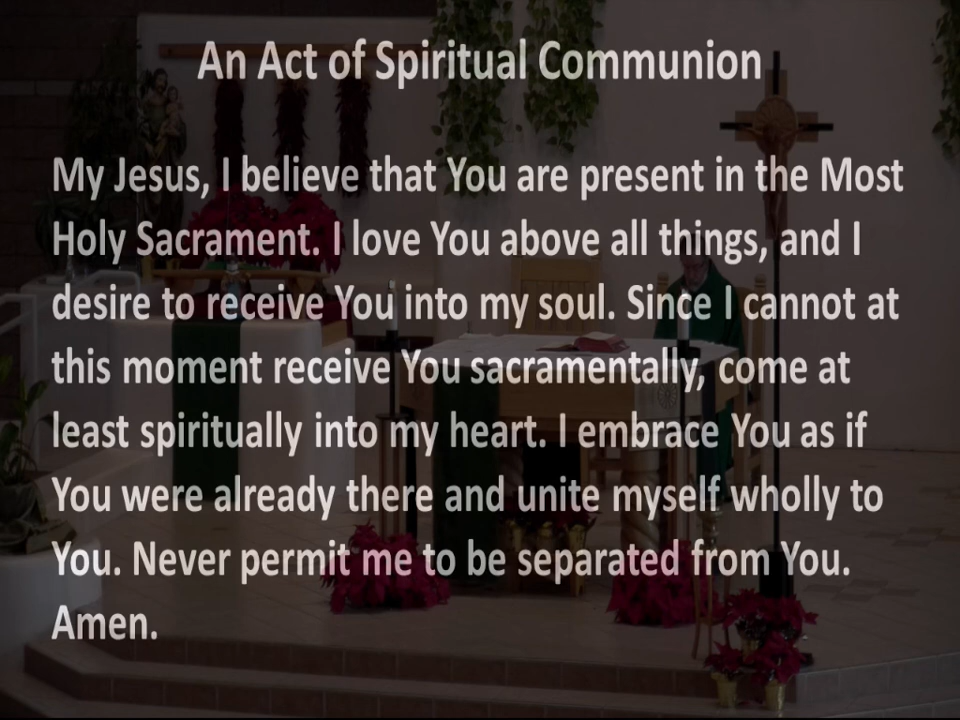 An Act of Spiritual Communion
My Jesus, I believe that You are present in the Most
Holy Sacrament. I love You above all things, and I
desire to receive You into my soul. Since I cannot at
this moment receive You sacramentally, come at
least spiritually into my heart. I embrace You as if
You were already there and unite myself wholly to
You. Never permit me to be separated from You.
Amen.